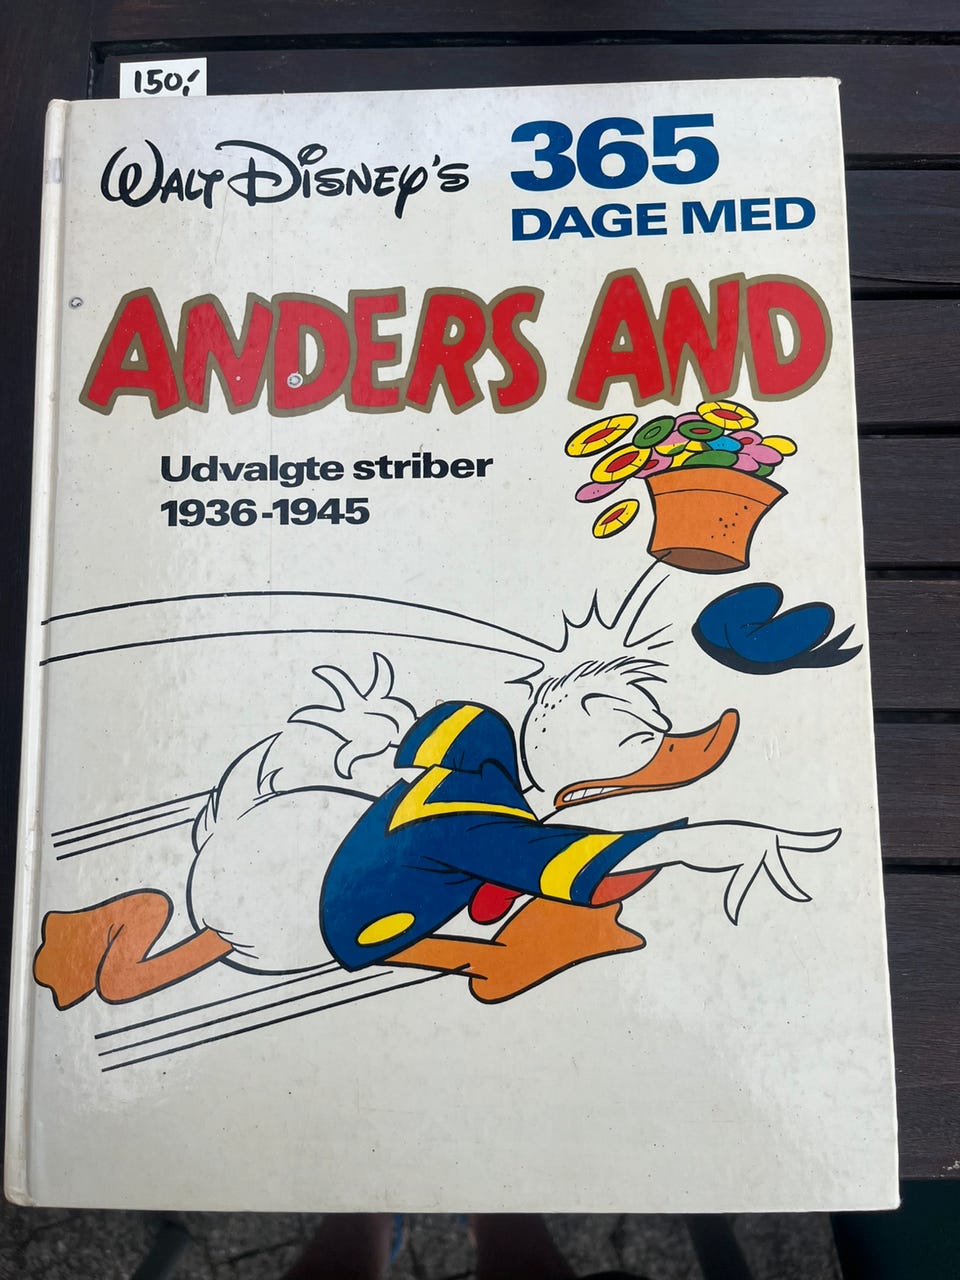 150,-
WALT DISNEY'S
365
DAGE MED
ANDERS AND
Udvalgte striber
1936-1945